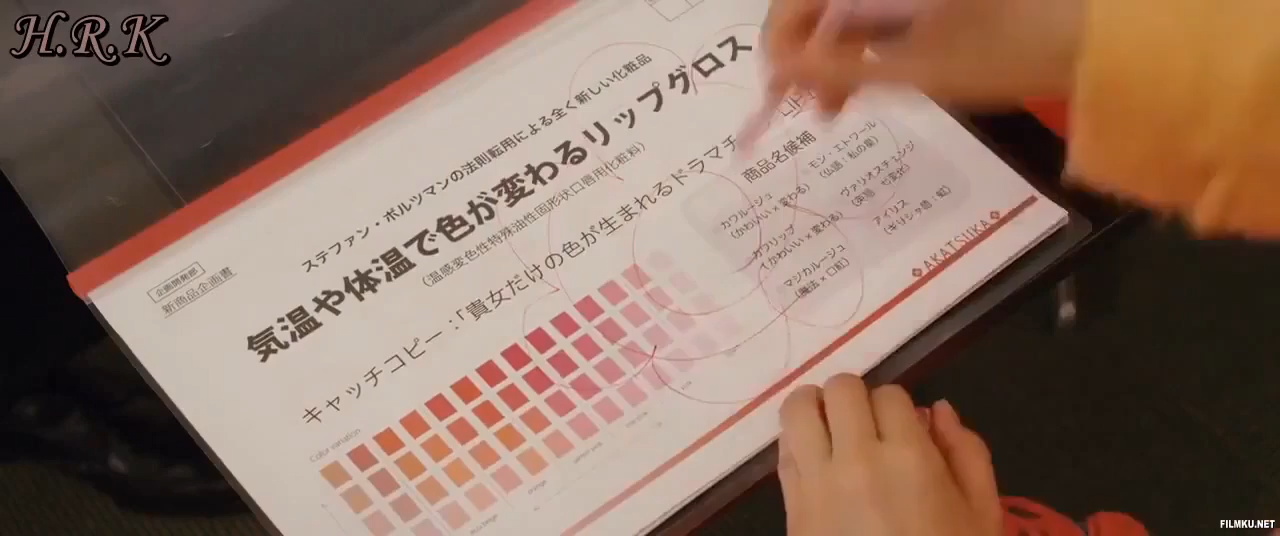 H.R.K
企画開発部
新商品企画書
ステファン・ボルツマンの法則転用による全く新しい化粧品
気温や体温で色が変わるリップグロス
(温感変色性特殊油性固形状口唇用化粧料)
キャッチコピー:「貴女だけの色が生まれるドラマチ
商品名候補
カワルージュ
(かわいい×変わる)
カワリップ
(かわいい×変わる)
マジカルージュ
(魔法×口紅)
モン・エトワール
(仏語:私の星)
ヴァリオスチェンジ
アイリス
(ギリシャ語:虹)
AKATSUKA
Color variation
orange
FILMKU.NET